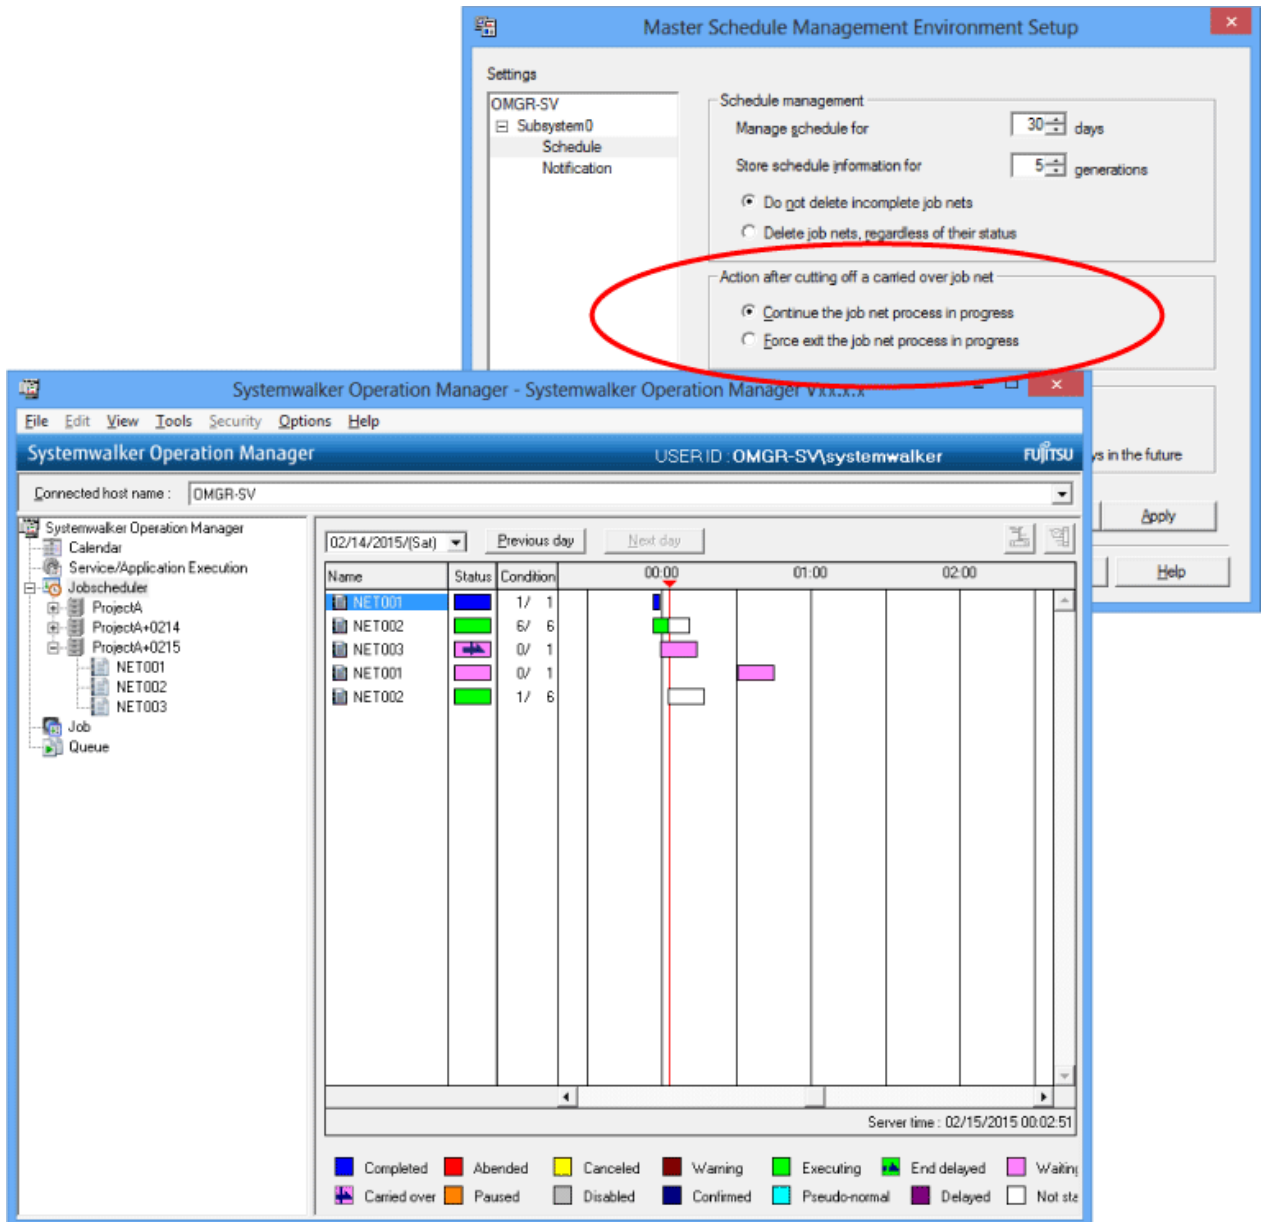 Master Schedule Management Environment Setup
Settings
OMGR-SV
Subsystem0
Schedule
Notification
Schedule management
Manage schedule for 30 days
Store schedule information for 5 generations
Do not delete incomplete job nets
Delete job nets, regardless of their status
Action after cutting off a carried over job net
Continue the job net process in progress
Force exit the job net process in progress
ys in the future
Apply
Help
Systemwalker Operation Manager - Systemwalker Operation Manager Vxx.x.x
File Edit View Tools Security Options Help
Systemwalker Operation Manager USER ID : OMGR-SV\systemwalker FUJITSU
Connected host name : OMGR-SV
Systemwalker Operation Manager
Calendar
Service/Application Execution
Jobscheduler
ProjectA
ProjectA+0214
ProjectA+0215
NET001
NET002
NET003
Job
Queue
02/14/2015/(Sat) Previous day Next day
Name Status Condition 00:00 01:00 02:00
NET001 1/ 1
NET002 6/ 6
NET003 0/ 1
NET001 0/ 1
NET002 1/ 6
Server time : 02/15/2015 00:02:51
Completed Abended Canceled Warning Executing End delayed Waiting
Carried over Paused Disabled Confirmed Pseudo-normal Delayed Not sta